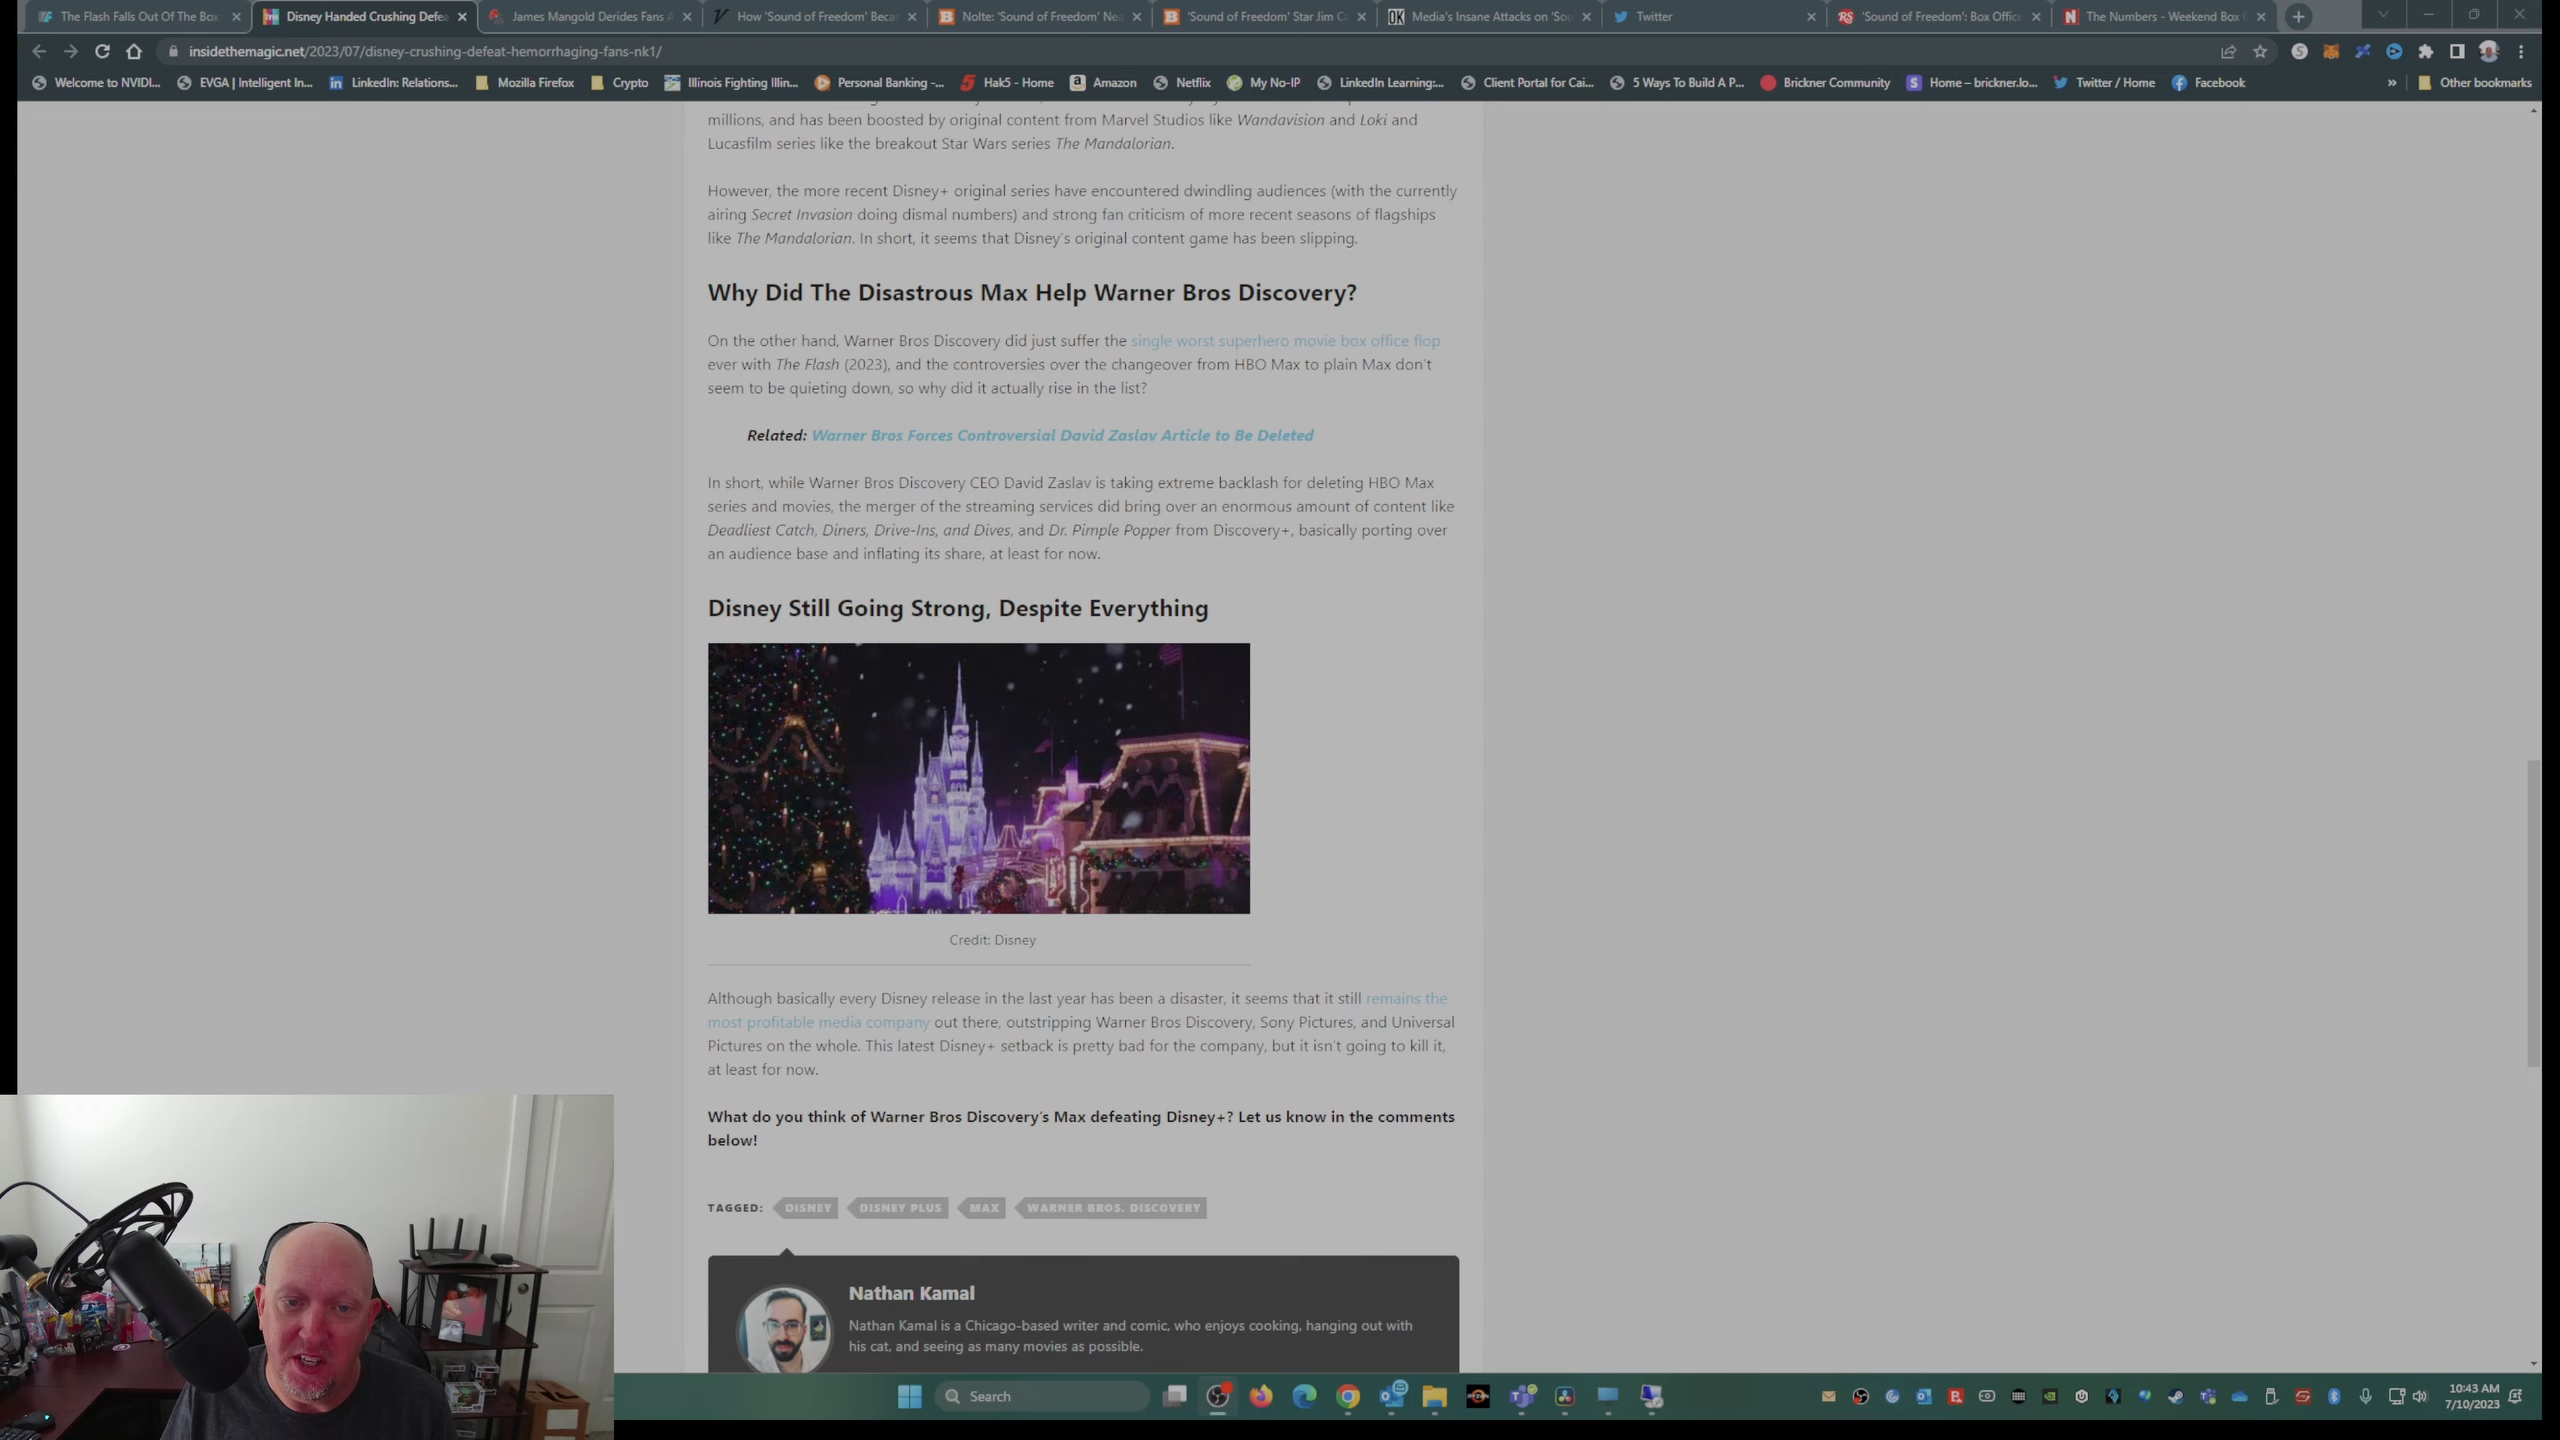 The Flash Falls Out Of The Box
Disney Handed Crushing Defea
James Mangold Derides Fans A
How 'Sound of Freedom' Beca
Nolte: 'Sound of Freedom' Nea
'Sound of Freedom' Star Jim C
Media's Insane Attacks on 'Sou
Twitter
'Sound of Freedom': Box Office
The Numbers - Weekend Box O
insidethemagic.net/2023/07/disney-crushing-defeat-hemorrhaging-fans-nk1/
Welcome to NVIDI...
EVGA | Intelligent In...
LinkedIn: Relations...
Mozilla Firefox
Crypto
Illinois Fighting Illin...
Personal Banking -...
Hak5 - Home
Amazon
Netflix
My No-IP
LinkedIn Learning:...
Client Portal for Cai...
5 Ways To Build A P...
Brickner Community
Home – brickner.lo...
Twitter / Home
Facebook
Other bookmarks
millions, and has been boosted by original content from Marvel Studios like Wandavision and Loki and
Lucasfilm series like the breakout Star Wars series The Mandalorian.
However, the more recent Disney+ original series have encountered dwindling audiences (with the currently
airing Secret Invasion doing dismal numbers) and strong fan criticism of more recent seasons of flagships
like The Mandalorian. In short, it seems that Disney's original content game has been slipping.
Why Did The Disastrous Max Help Warner Bros Discovery?
On the other hand, Warner Bros Discovery did just suffer the single worst superhero movie box office flop
ever with The Flash (2023), and the controversies over the changeover from HBO Max to plain Max don't
seem to be quieting down, so why did it actually rise in the list?
Related: Warner Bros Forces Controversial David Zaslav Article to Be Deleted
In short, while Warner Bros Discovery CEO David Zaslav is taking extreme backlash for deleting HBO Max
series and movies, the merger of the streaming services did bring over an enormous amount of content like
Deadliest Catch, Diners, Drive-Ins, and Dives, and Dr. Pimple Popper from Discovery+, basically porting over
an audience base and inflating its share, at least for now.
Disney Still Going Strong, Despite Everything
Credit: Disney
Although basically every Disney release in the last year has been a disaster, it seems that it still remains the
most profitable media company out there, outstripping Warner Bros Discovery, Sony Pictures, and Universal
Pictures on the whole. This latest Disney+ setback is pretty bad for the company, but it isn't going to kill it,
at least for now.
What do you think of Warner Bros Discovery's Max defeating Disney+? Let us know in the comments
below!
TAGGED: DISNEY DISNEY PLUS MAX WARNER BROS. DISCOVERY
Nathan Kamal
Nathan Kamal is a Chicago-based writer and comic, who enjoys cooking, hanging out with
his cat, and seeing as many movies as possible.
Search
10:43 AM
7/10/2023